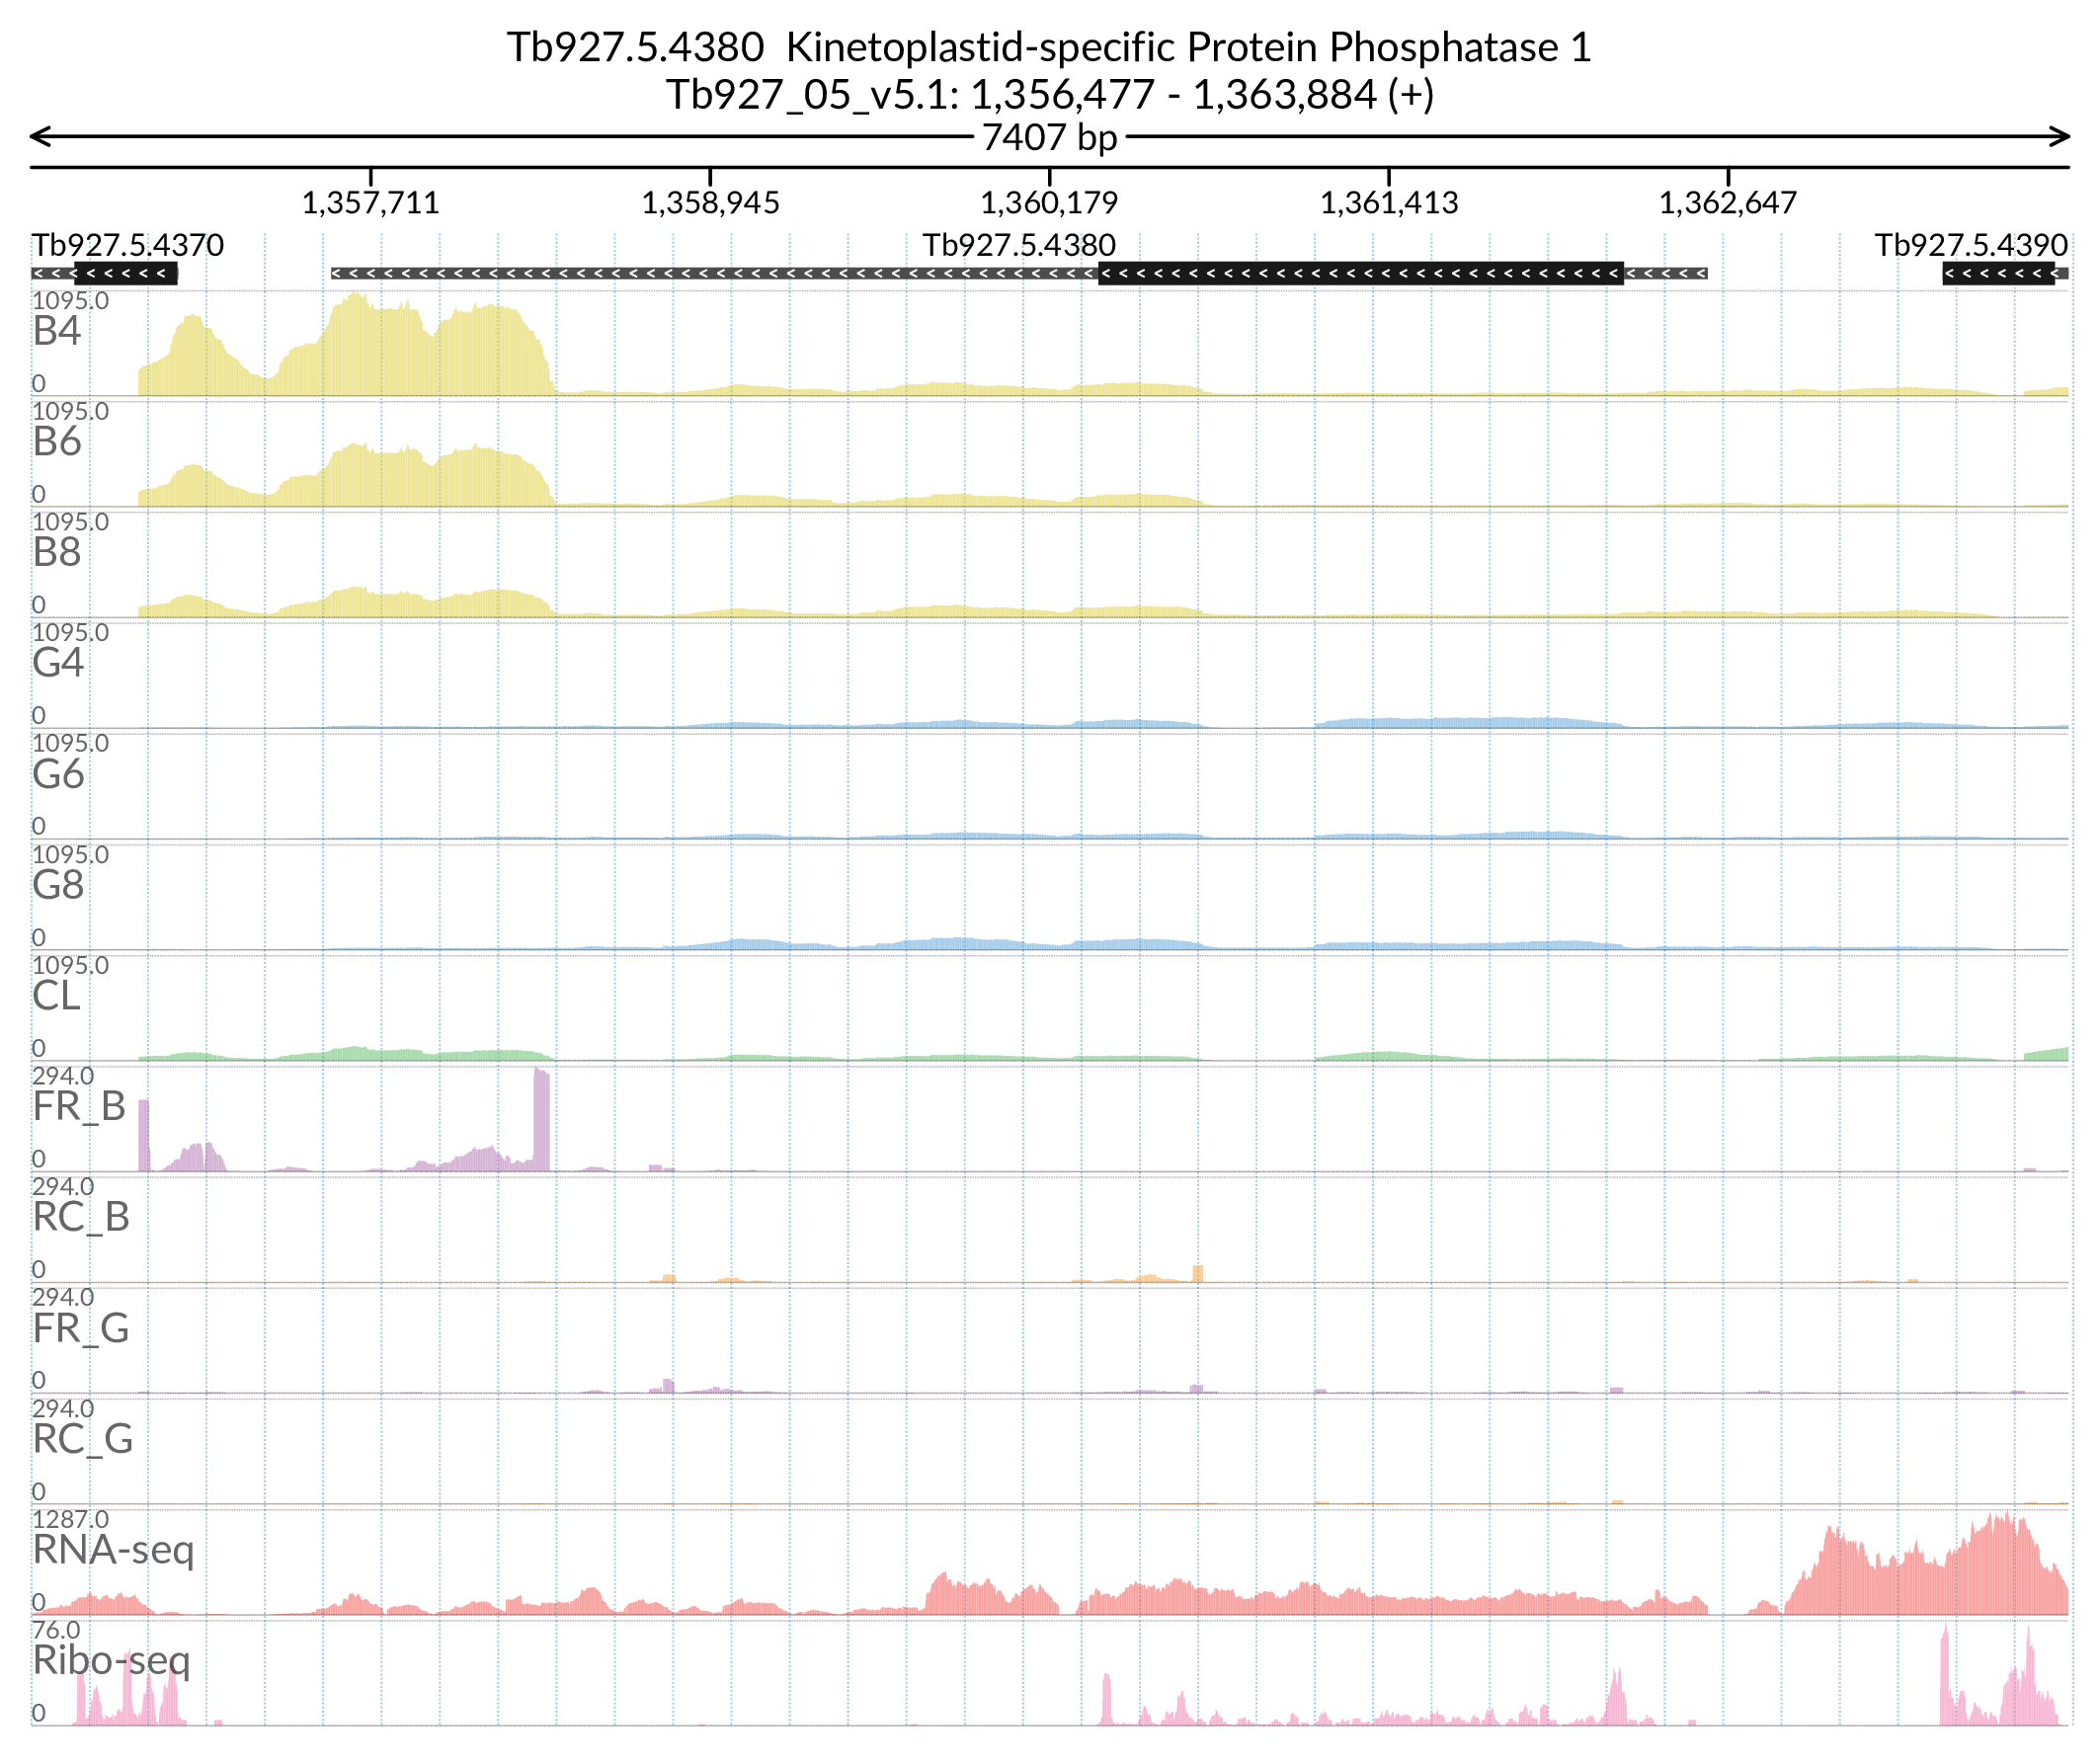 Tb927.5.4380 Kinetoplastid-specific Protein Phosphatase 1
Tb927_05_v5.1: 1,356,477 - 1,363,884 (+)
7407 bp
1,357,711 1,358,945 1,360,179 1,361,413 1,362,647
Tb927.5.4370 Tb927.5.4380 Tb927.5.4390
1095.0
B4
0
1095.0
B6
0
1095.0
B8
0
1095.0
G4
0
1095.0
G6
0
1095.0
G8
0
1095.0
CL
0
294.0
FR_B
0
294.0
RC_B
0
294.0
FR_G
0
294.0
RC_G
0
1287.0
RNA-seq
0
76.0
Ribo-seq
0